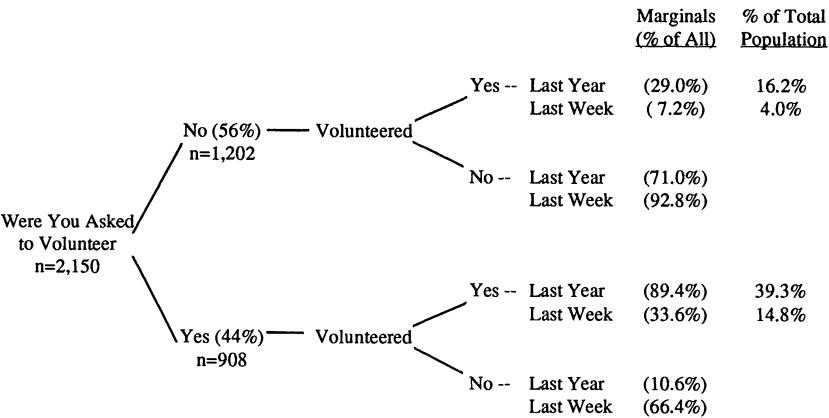 Marginals % of Total
(% of All) Population
Yes -- Last Year (29.0%) 16.2%
Last Week ( 7.2%) 4.0%
No (56%) Volunteered
n=1,202
No -- Last Year (71.0%)
Last Week (92.8%)
Were You Asked
to Volunteer
n=2,150
Yes -- Last Year (89.4%) 39.3%
Last Week (33.6%) 14.8%
Yes (44%) Volunteered
n=908
No -- Last Year (10.6%)
Last Week (66.4%)